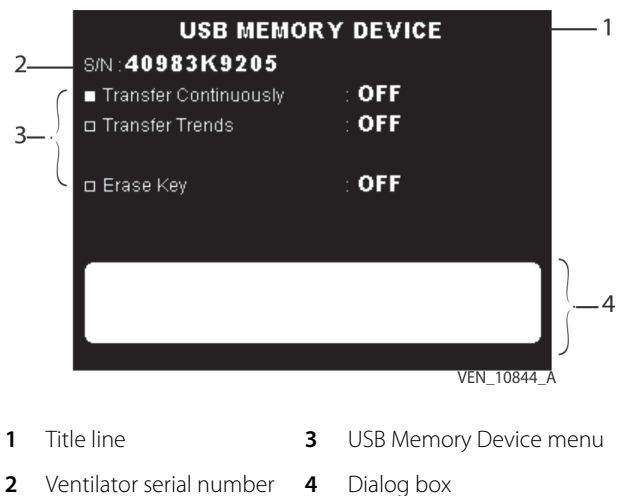 USB MEMORY DEVICE
1
2
S/N : 40983K9205
Transfer Continuously : OFF
3
Transfer Trends : OFF
Erase Key : OFF
4
VEN_10844_A
1 Title line 3 USB Memory Device menu
2 Ventilator serial number 4 Dialog box